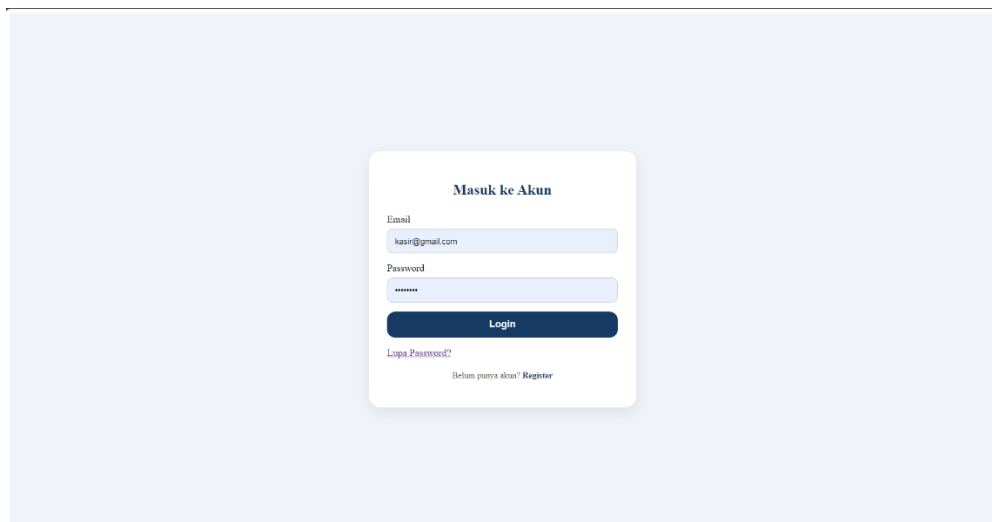 Masuk ke Akun
Email
kasir@gmail.com
Password
••••••••
Login
Lupa Password?
Belum punya akun? Register